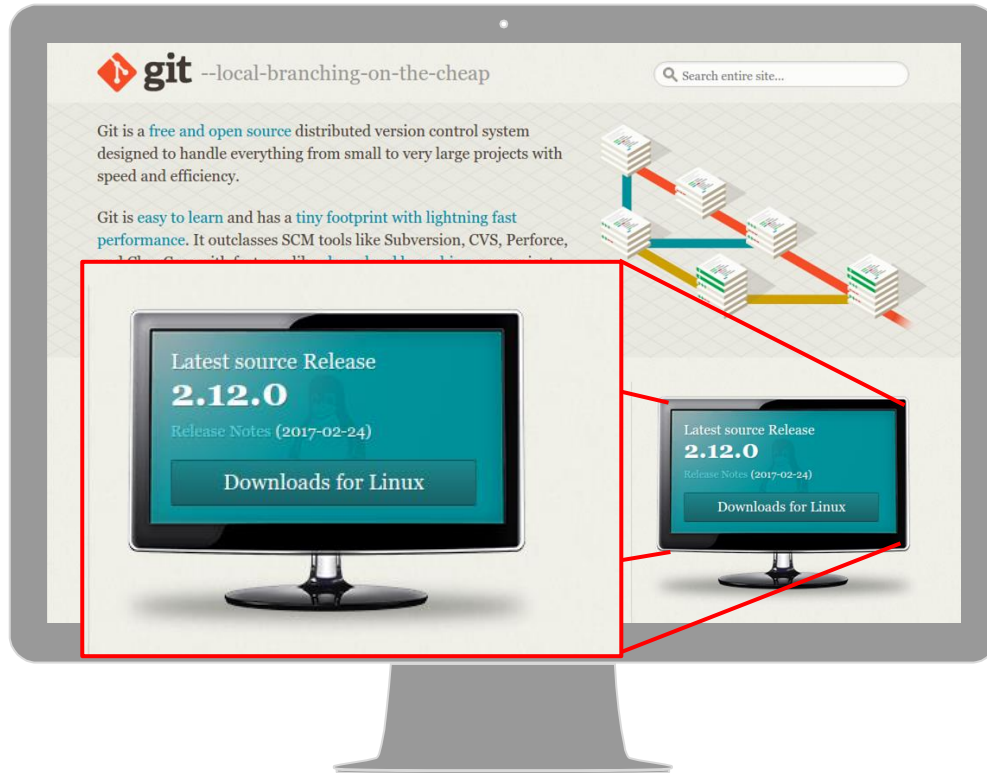 git --local-branching-on-the-cheap
Search entire site...
Git is a free and open source distributed version control system
designed to handle everything from small to very large projects with
speed and efficiency.
Git is easy to learn and has a tiny footprint with lightning fast
performance. It outclasses SCM tools like Subversion, CVS, Perforce,
Latest source Release
2.12.0
Release Notes (2017-02-24)
Downloads for Linux
Latest source Release
2.12.0
Release Notes (2017-02-24)
Downloads for Linux